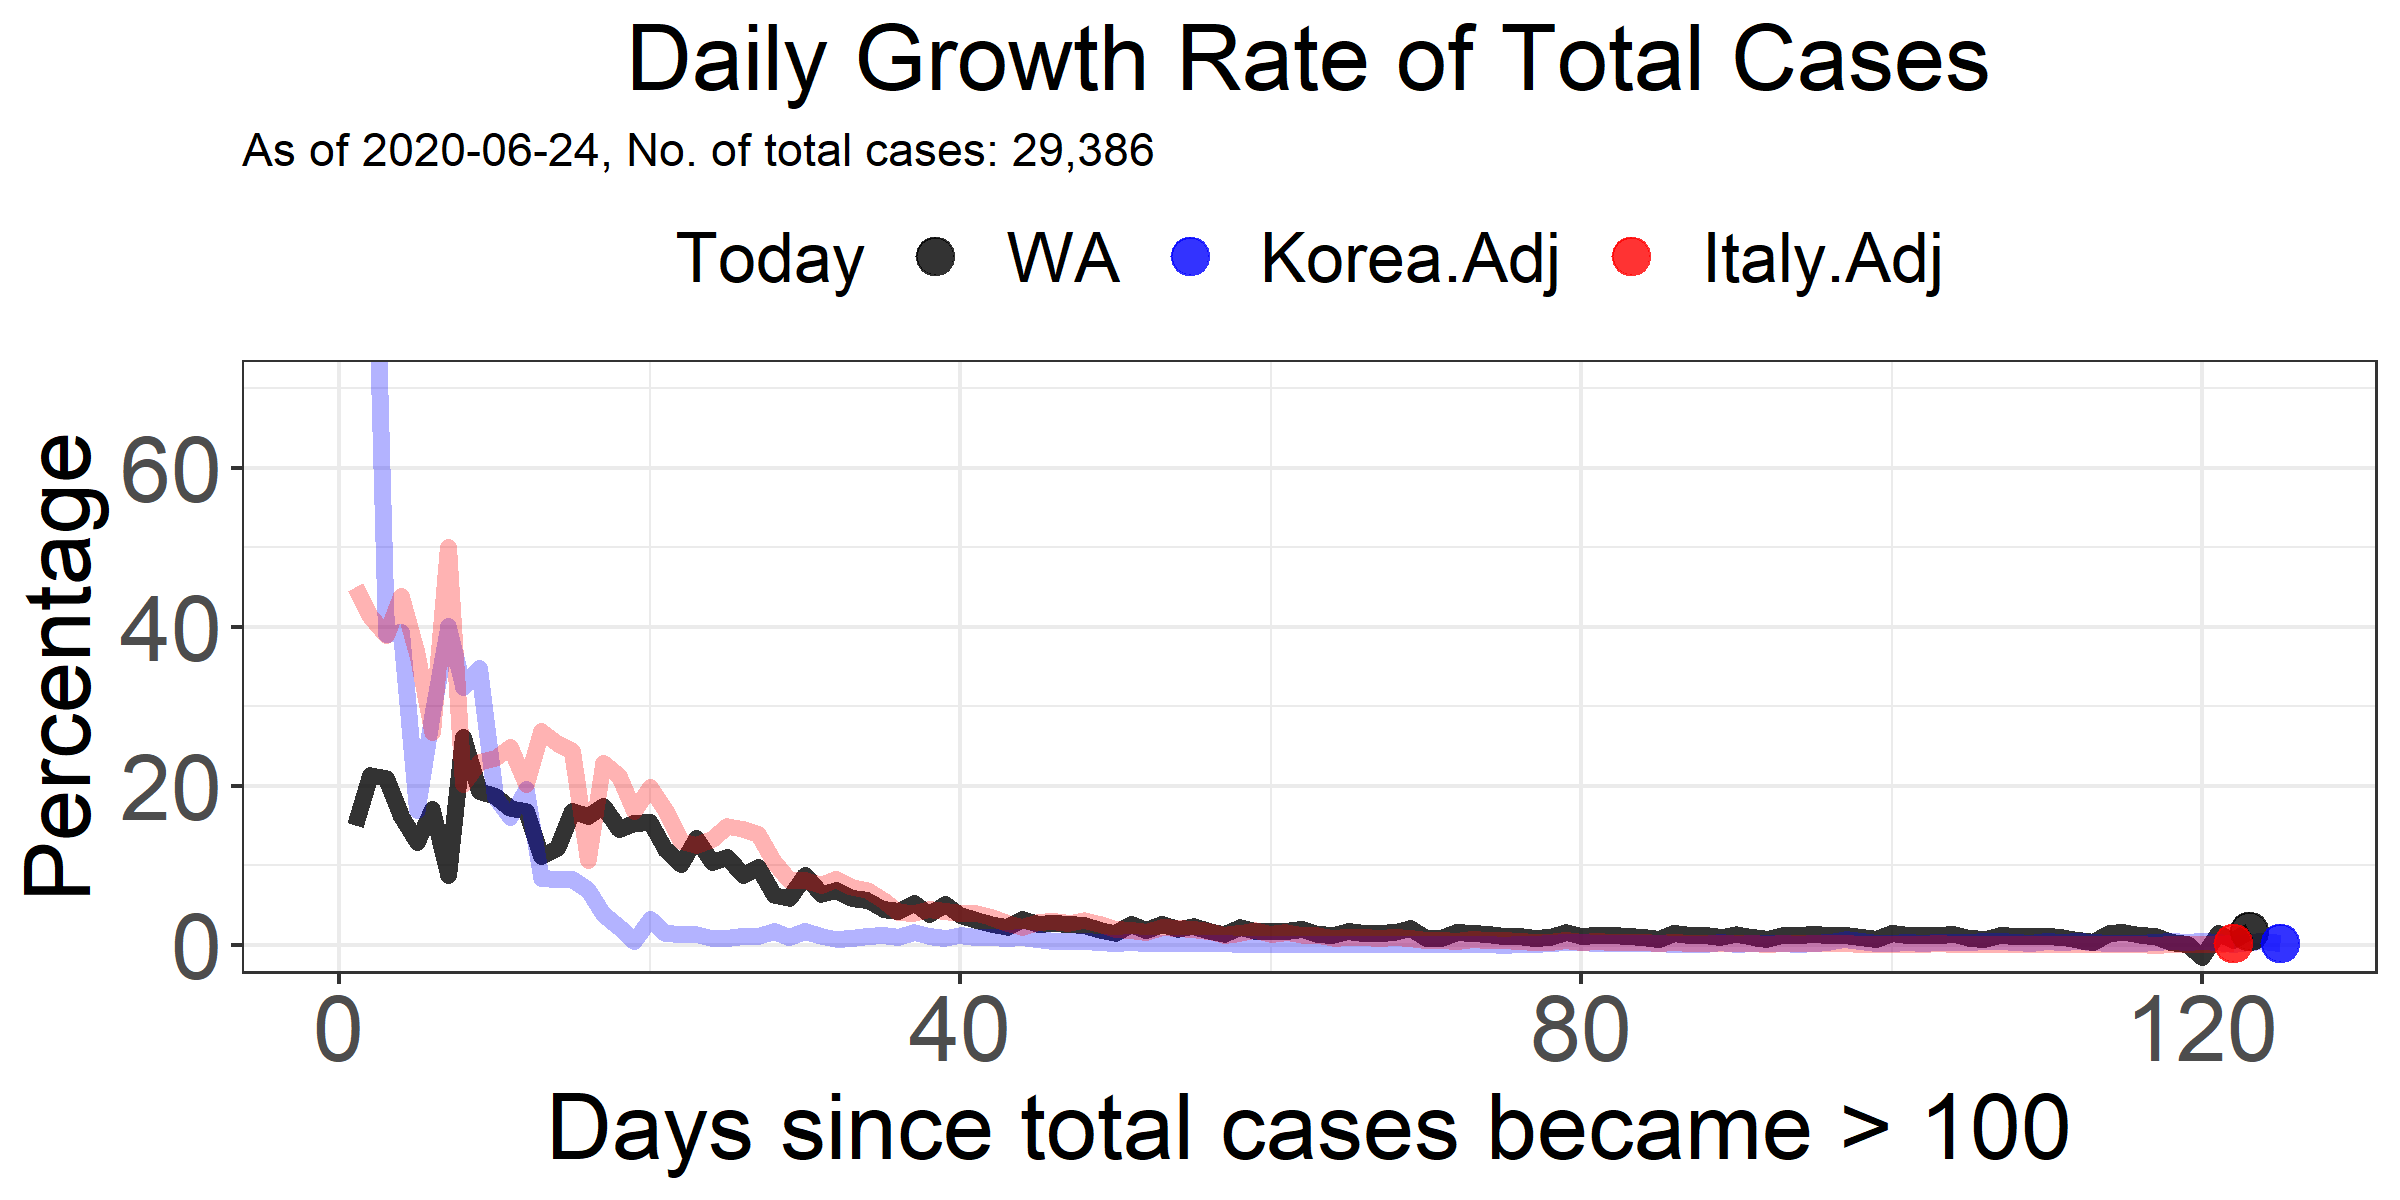 Daily Growth Rate of Total Cases
As of 2020-06-24, No. of total cases: 29,386
Today WA Korea.Adj Italy.Adj
Percentage
60
40
20
0
0 40 80 120
Days since total cases became > 100